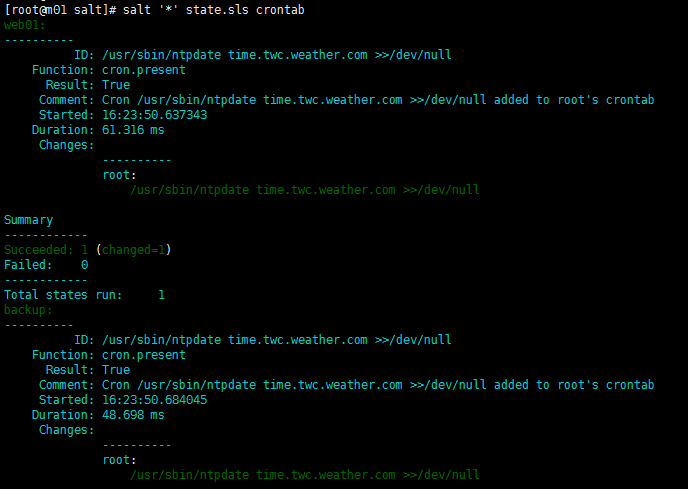 [root@m01 salt]# salt '*' state.sls crontab
web01:
----------
          ID: /usr/sbin/ntpdate time.twc.weather.com >>/dev/null
    Function: cron.present
      Result: True
     Comment: Cron /usr/sbin/ntpdate time.twc.weather.com >>/dev/null added to root's crontab
     Started: 16:23:50.637343
    Duration: 61.316 ms
     Changes:
              ----------
              root:
                  /usr/sbin/ntpdate time.twc.weather.com >>/dev/null

Summary
------------
Succeeded: 1 (changed=1)
Failed:    0
------------
Total states run:     1
backup:
----------
          ID: /usr/sbin/ntpdate time.twc.weather.com >>/dev/null
    Function: cron.present
      Result: True
     Comment: Cron /usr/sbin/ntpdate time.twc.weather.com >>/dev/null added to root's crontab
     Started: 16:23:50.684045
    Duration: 48.698 ms
     Changes:
              ----------
              root:
                  /usr/sbin/ntpdate time.twc.weather.com >>/dev/null